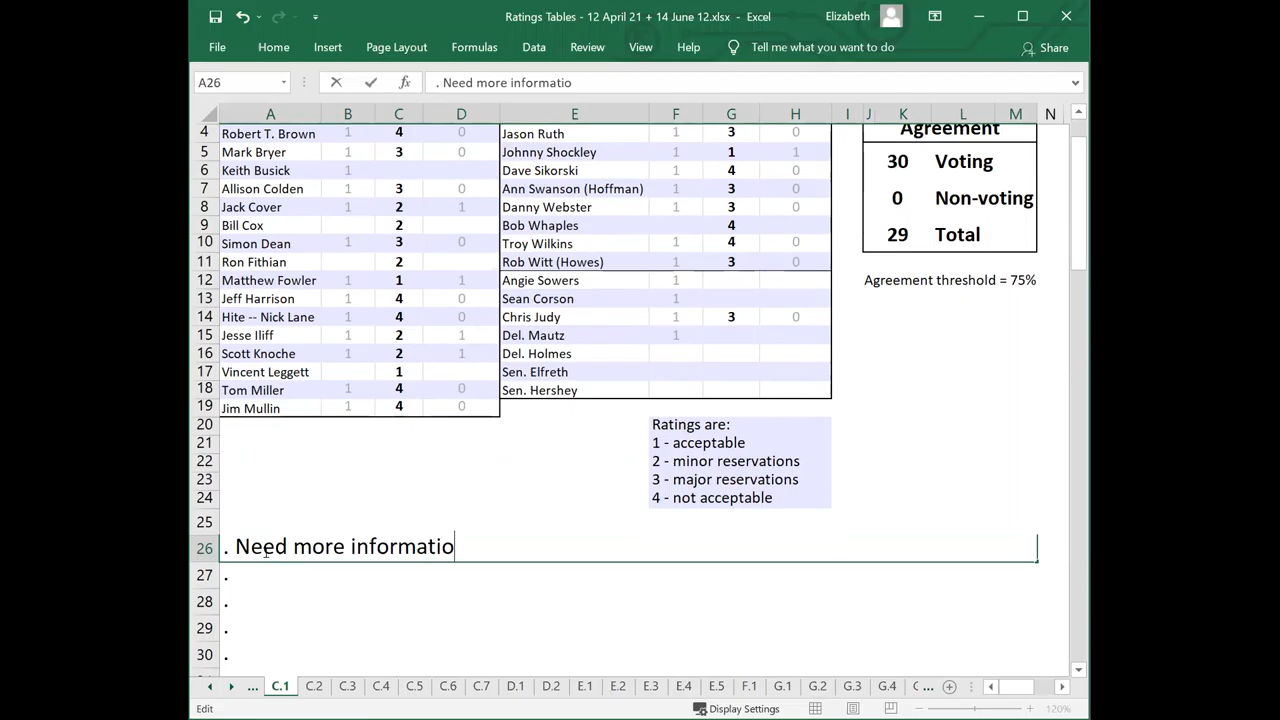 Ratings Tables - 12 April 21 + 14 June 12.xlsx - Excel
Elizabeth
File Home Insert Page Layout Formulas Data Review View Help Tell me what you want to do Share
A26 fx . Need more informatio
A B C D E F G H I J K L M N
4 Robert T. Brown 1 4 0 Jason Ruth 1 3 0 Agreement
5 Mark Bryer 1 3 0 Johnny Shockley 1 1 1 30 Voting
6 Keith Busick 1 Dave Sikorski 1 4 0
7 Allison Colden 1 3 0 Ann Swanson (Hoffman) 1 3 0 0 Non-voting
8 Jack Cover 1 2 1 Danny Webster 1 3 0
9 Bill Cox 2 Bob Whaples 4 29 Total
10 Simon Dean 1 3 0 Troy Wilkins 1 4 0
11 Ron Fithian 2 Rob Witt (Howes) 1 3 0
12 Matthew Fowler 1 1 1 Angie Sowers 1 Agreement threshold = 75%
13 Jeff Harrison 1 4 0 Sean Corson 1
14 Hite -- Nick Lane 1 4 0 Chris Judy 1 3 0
15 Jesse Iliff 1 2 1 Del. Mautz 1
16 Scott Knoche 1 2 1 Del. Holmes
17 Vincent Leggett 1 Sen. Elfreth
18 Tom Miller 1 4 0 Sen. Hershey
19 Jim Mullin 1 4 0
20 Ratings are:
21 1 - acceptable
22 2 - minor reservations
23 3 - major reservations
24 4 - not acceptable
25
26 . Need more informatio
27 .
28 .
29 .
30 .
... C.1 C.2 C.3 C.4 C.5 C.6 C.7 D.1 D.2 E.1 E.2 E.3 E.4 E.5 F.1 G.1 G.2 G.3 G.4 ...
Edit Display Settings 120%